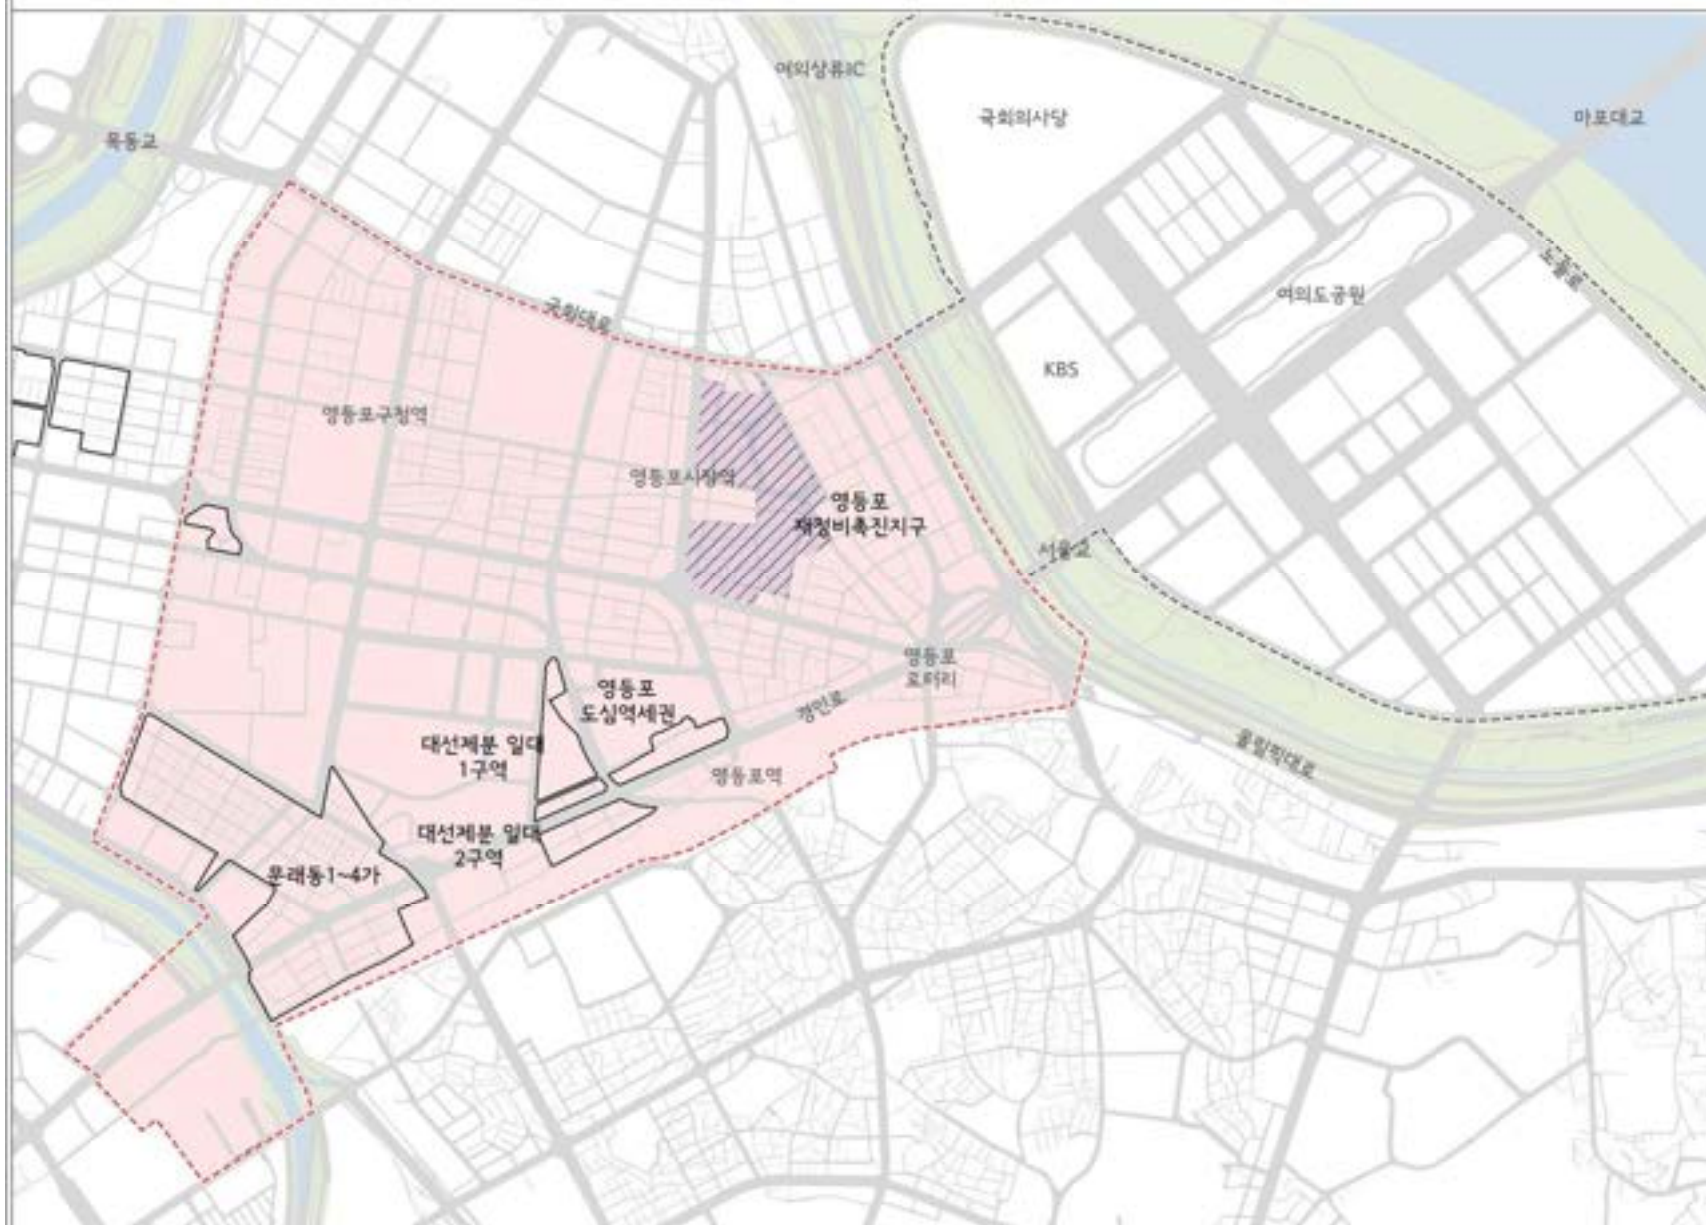 여의상류IC
국회의사당
마포대교
목동교
노들로
여의도공원
국회대로
KBS
영등포구청역
영등포시장역
영등포
재정비촉진지구
서울교
영등포
로터리
영등포
도심역세권
경인로
대선제분 일대
1구역
올림픽대로
영등포역
대선제분 일대
2구역
문래동1~4가